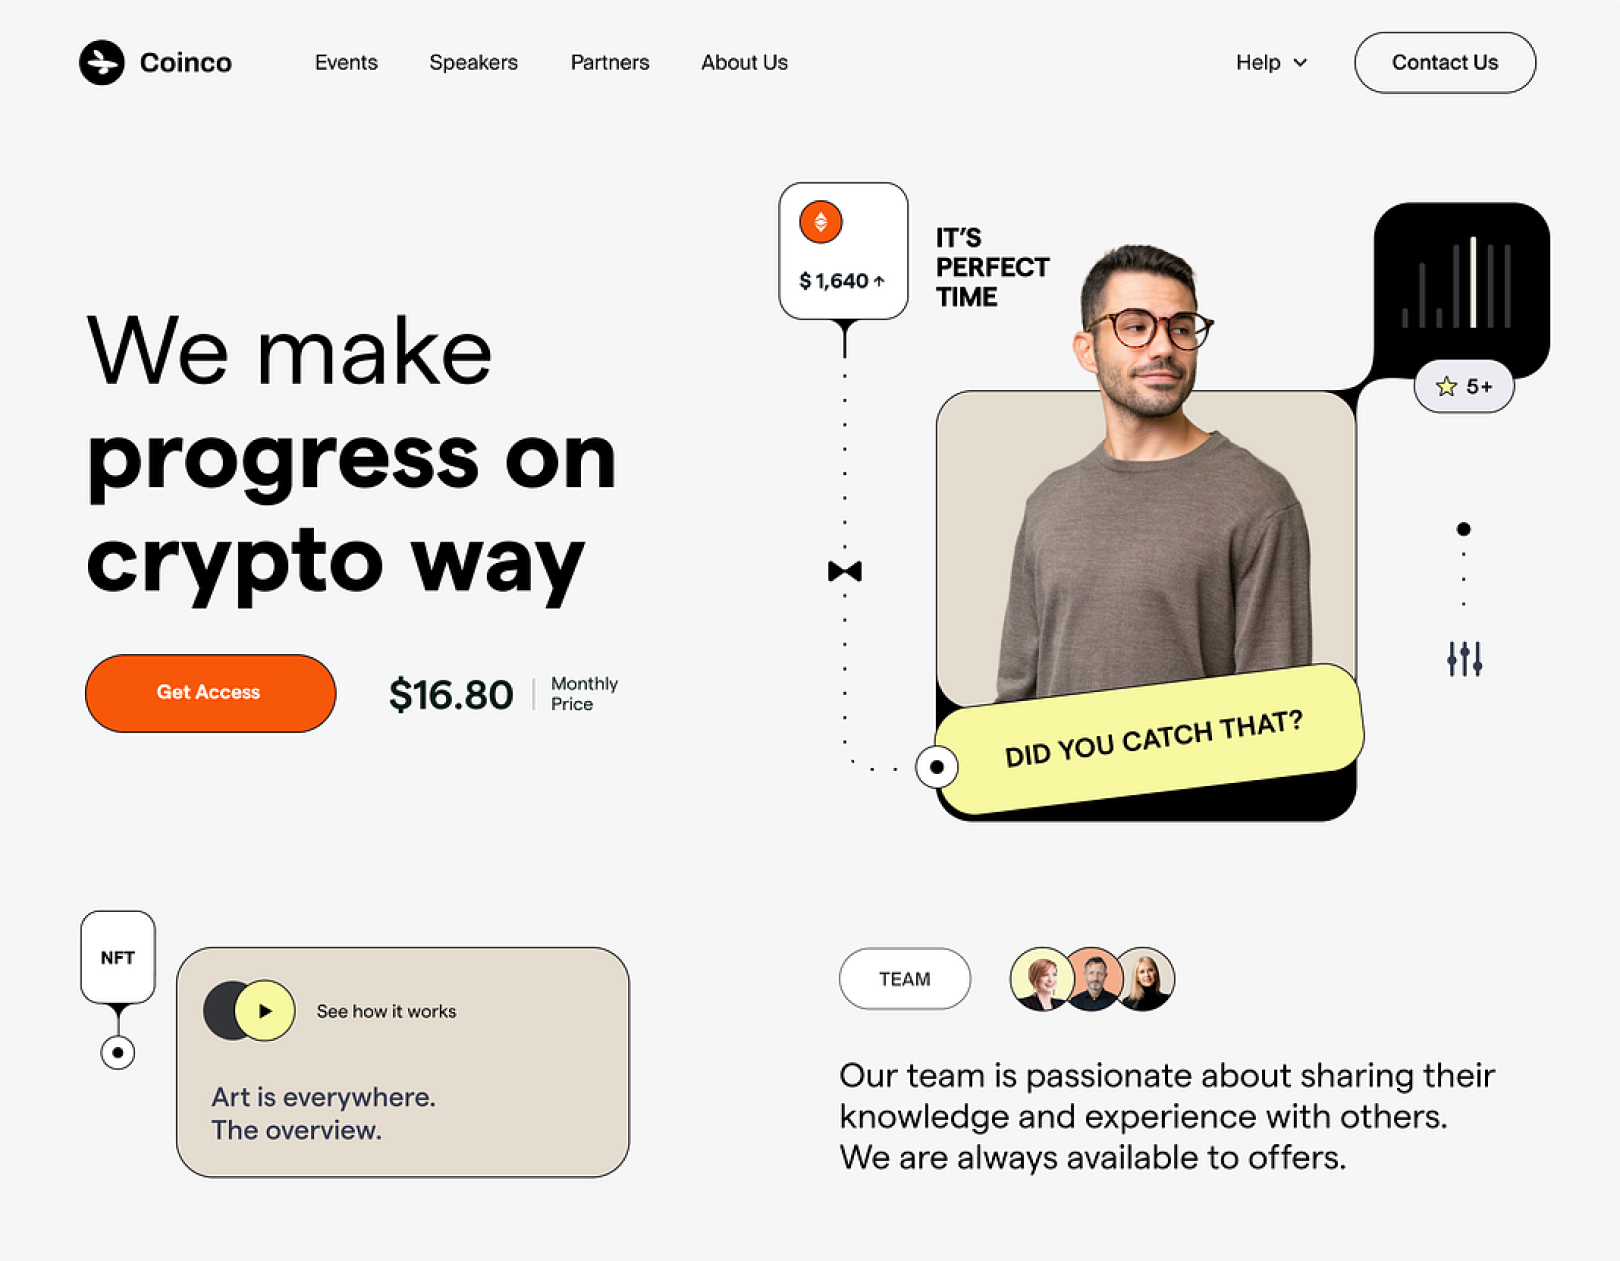 Coinco
Events
Speakers
Partners
About Us
Help
Contact Us
$ 1,640
IT'S
PERFECT
TIME
We make
progress on
crypto way
5+
Get Access
$16.80
Monthly
Price
DID YOU CATCH THAT?
NFT
See how it works
Art is everywhere.
The overview.
TEAM
Our team is passionate about sharing their
knowledge and experience with others.
We are always available to offers.